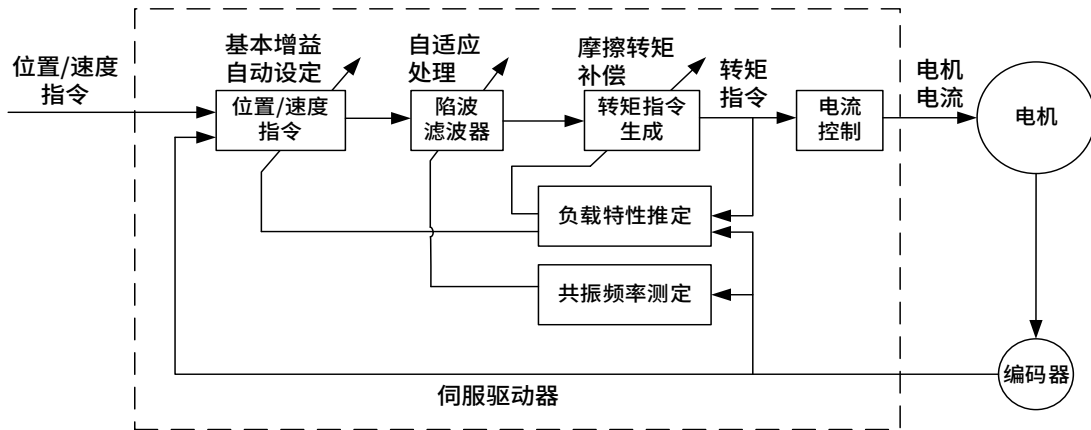 位置/速度
指令
基本增益
自动设定
位置/速度
指令
自适应
处理
陷波
滤波器
摩擦转矩
补偿
转矩指令
生成
转矩
指令
电流
控制
电机
电流
电机
负载特性推定
共振频率测定
编码器
伺服驱动器